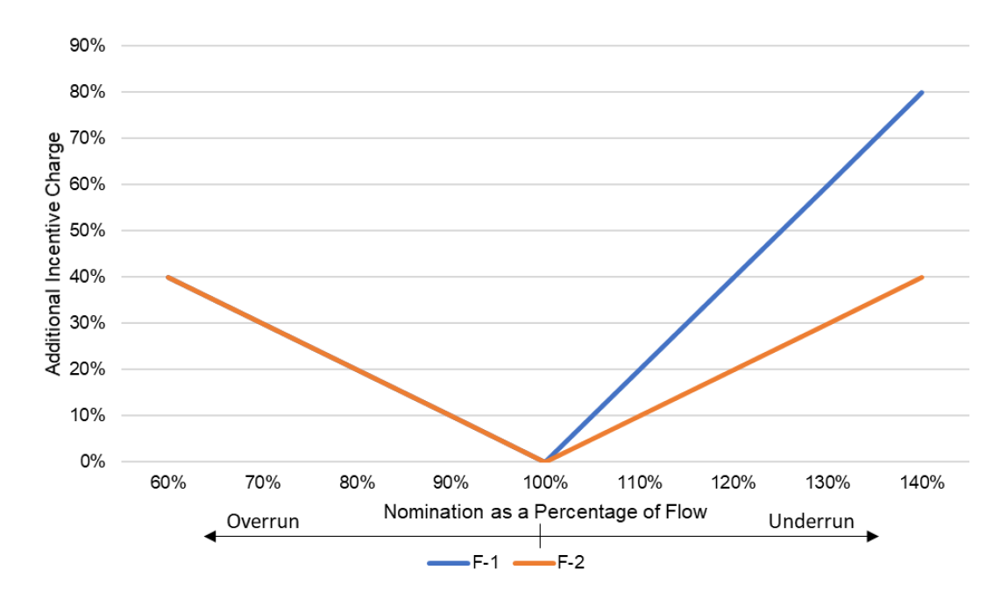 90%
80%
70%
60%
50%
40%
30%
20%
10%
0%
Additional Incentive Charge
60% 70% 80% 90% 100% 110% 120% 130% 140%
Nomination as a Percentage of Flow
Overrun Underrun
F-1 F-2